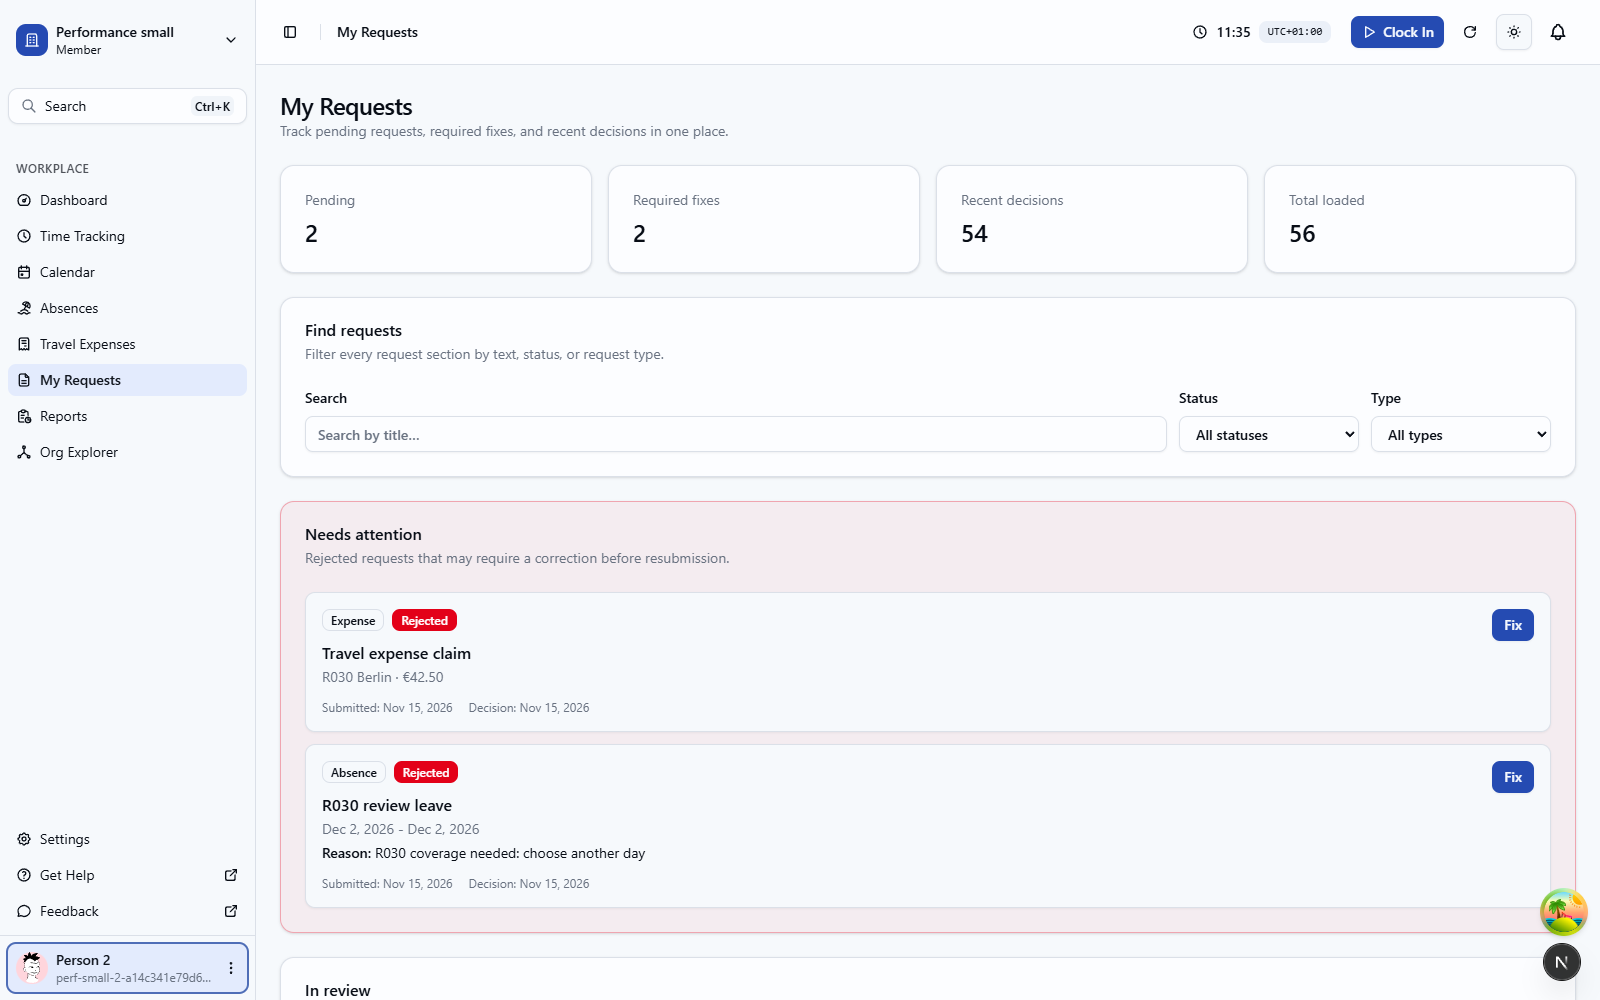 Performance small
Member
Search
Ctrl+K
WORKPLACE
Dashboard
Time Tracking
Calendar
Absences
Travel Expenses
My Requests
Reports
Org Explorer
Settings
Get Help
Feedback
Person 2
perf-small-2-a14c341e79d6...
My Requests
11:35
UTC+01:00
Clock In
My Requests
Track pending requests, required fixes, and recent decisions in one place.
Pending
2
Required fixes
2
Recent decisions
54
Total loaded
56
Find requests
Filter every request section by text, status, or request type.
Search
Status
Type
Search by title...
All statuses
All types
Needs attention
Rejected requests that may require a correction before resubmission.
Expense
Rejected
Fix
Travel expense claim
R030 Berlin · €42.50
Submitted: Nov 15, 2026
Decision: Nov 15, 2026
Absence
Rejected
Fix
R030 review leave
Dec 2, 2026 - Dec 2, 2026
Reason: R030 coverage needed: choose another day
Submitted: Nov 15, 2026
Decision: Nov 15, 2026
N
In review